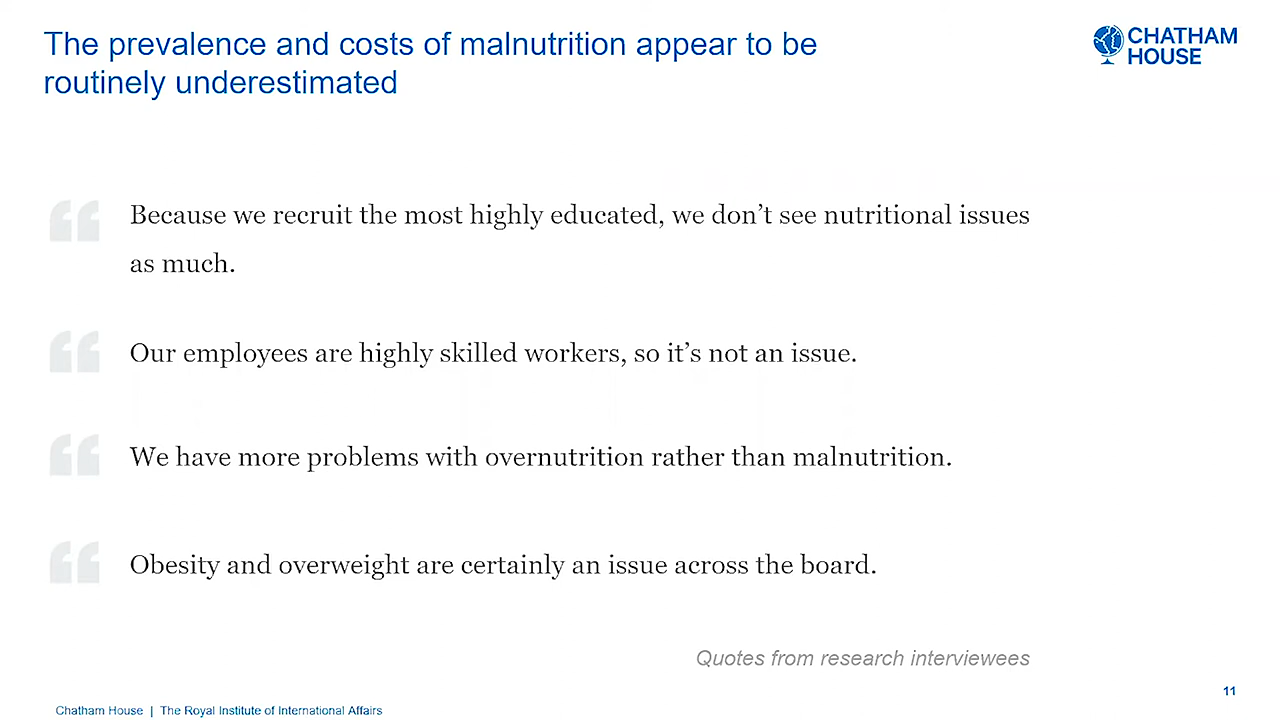 The prevalence and costs of malnutrition appear to be
routinely underestimated
CHATHAM
HOUSE
Because we recruit the most highly educated, we don’t see nutritional issues
as much.
Our employees are highly skilled workers, so it’s not an issue.
We have more problems with overnutrition rather than malnutrition.
Obesity and overweight are certainly an issue across the board.
Quotes from research interviewees
11
Chatham House | The Royal Institute of International Affairs